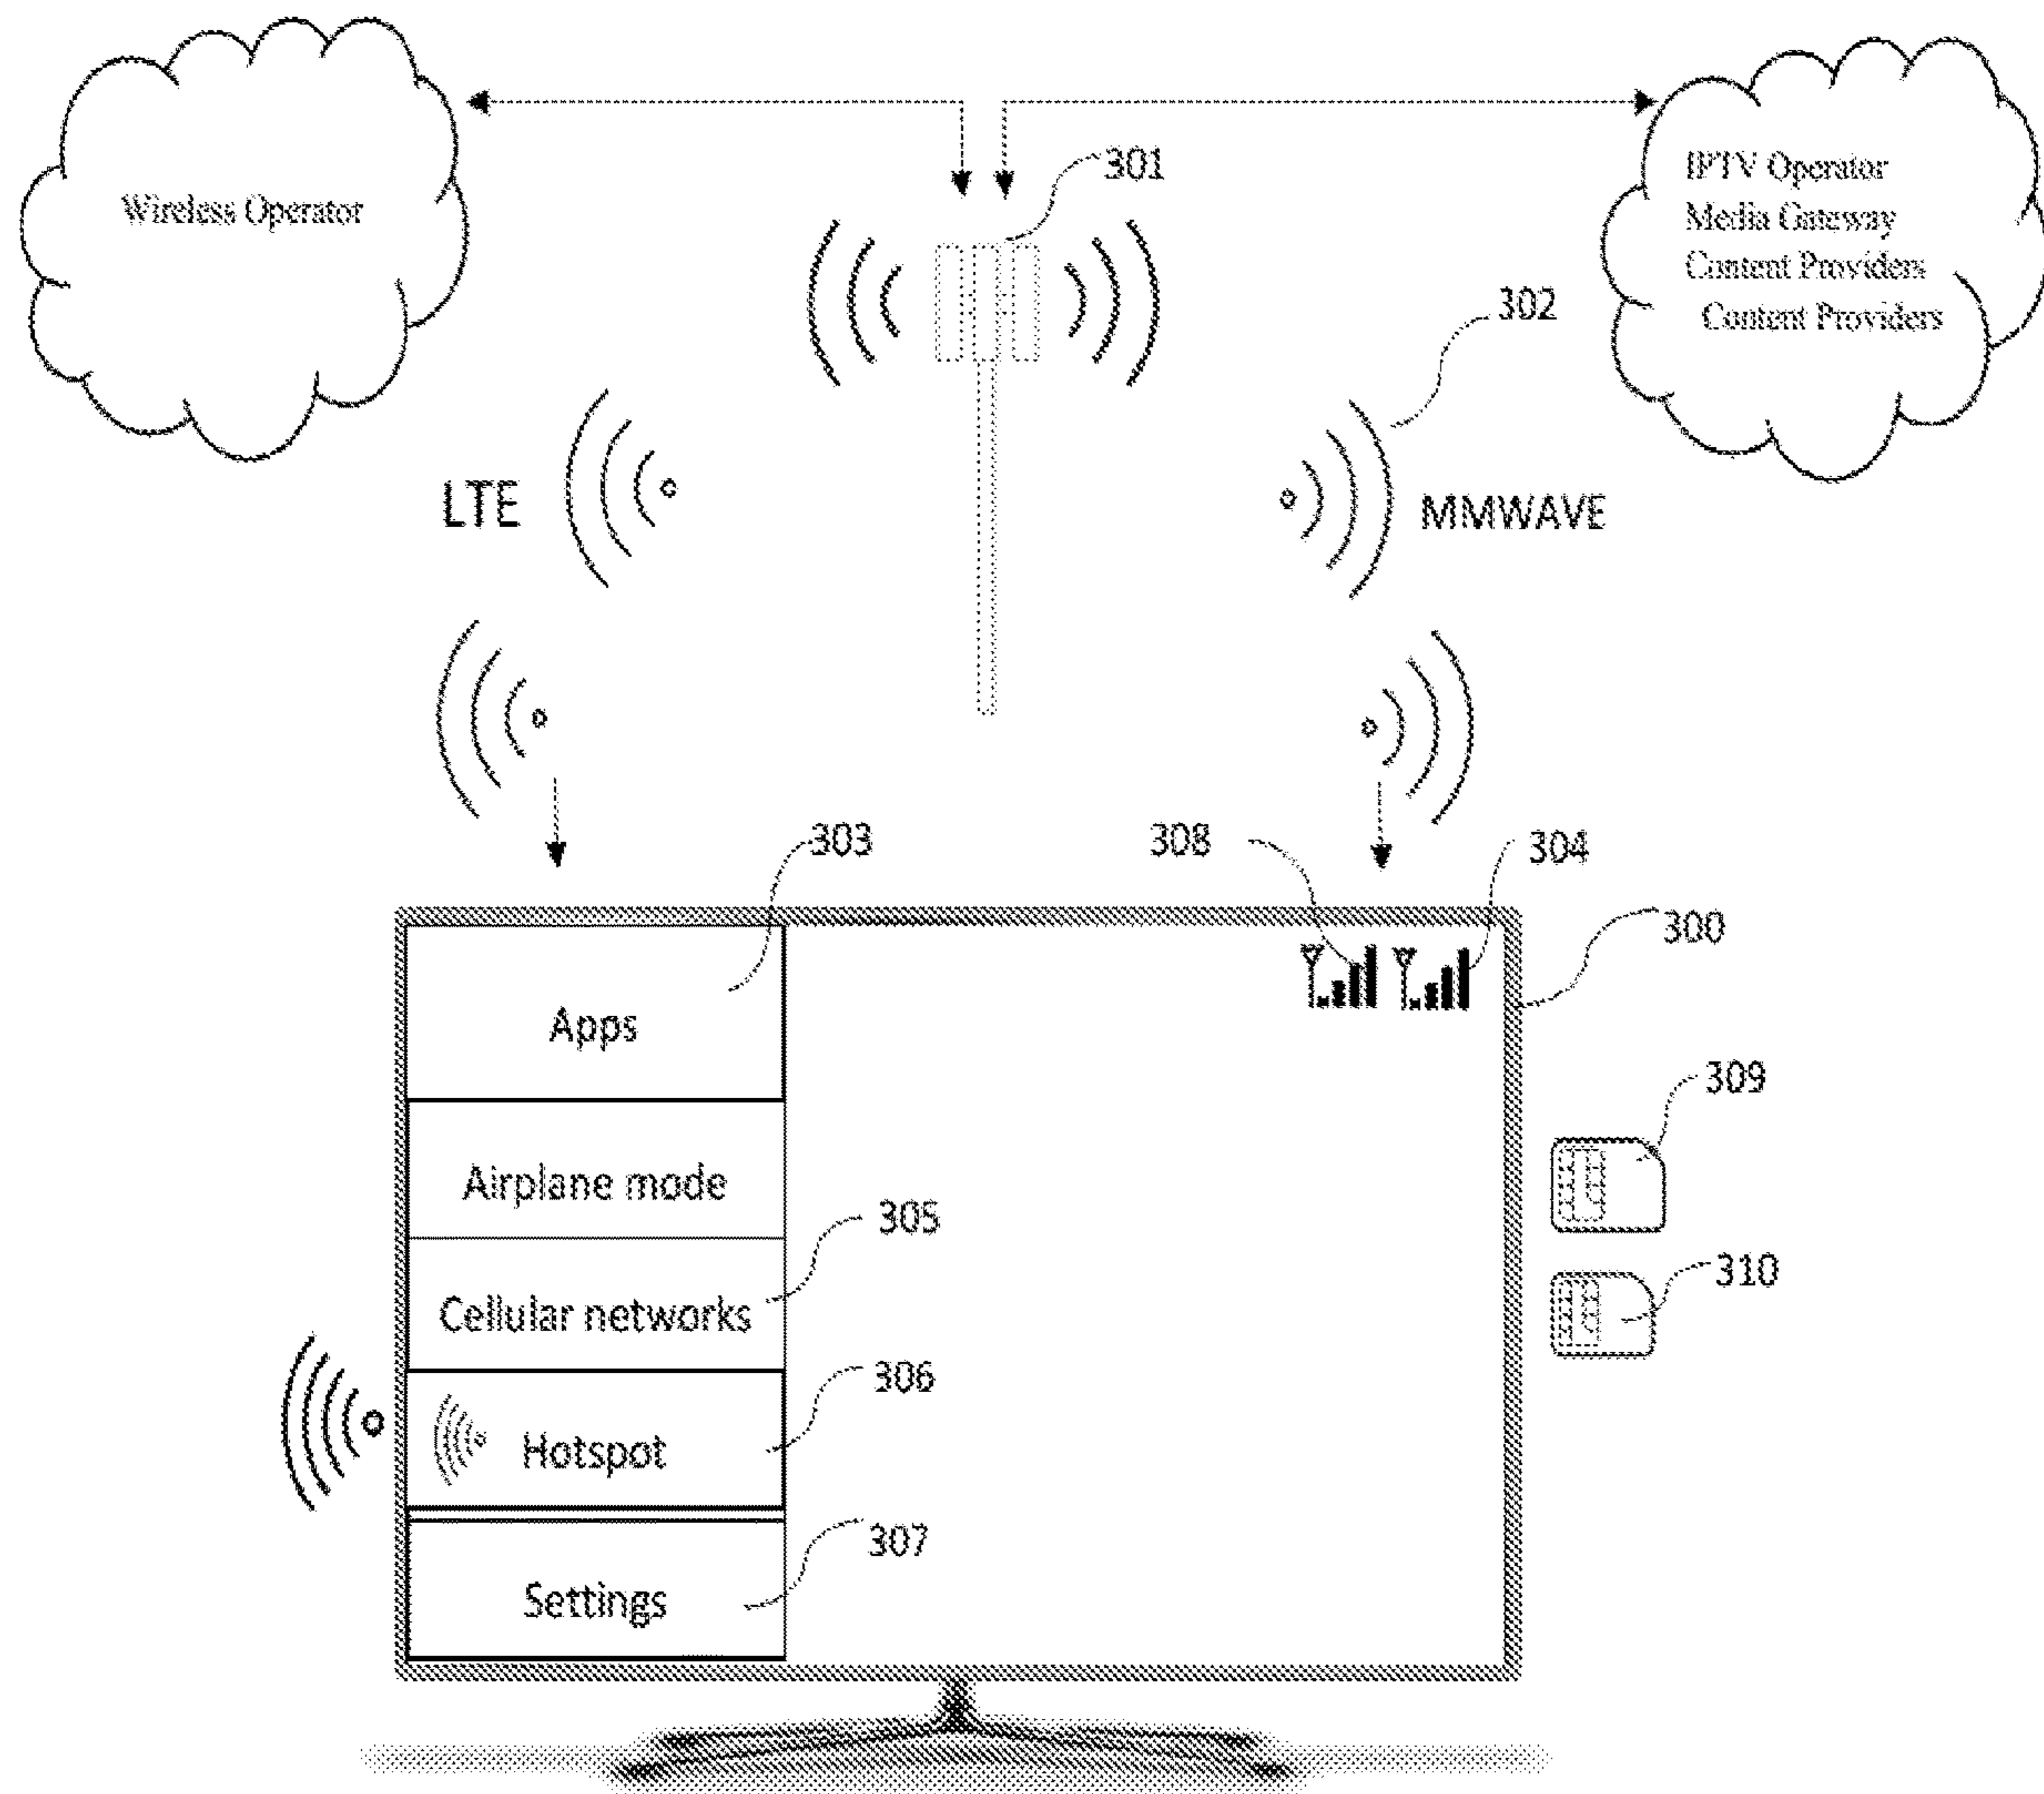 Wireless Operator
IPTV Operator
Media Gateway
Content Providers
Content Providers
301
302
LTE
MMWAVE
303
308
304
300
Apps
309
Airplane mode
305
310
Cellular networks
306
Hotspot
307
Settings